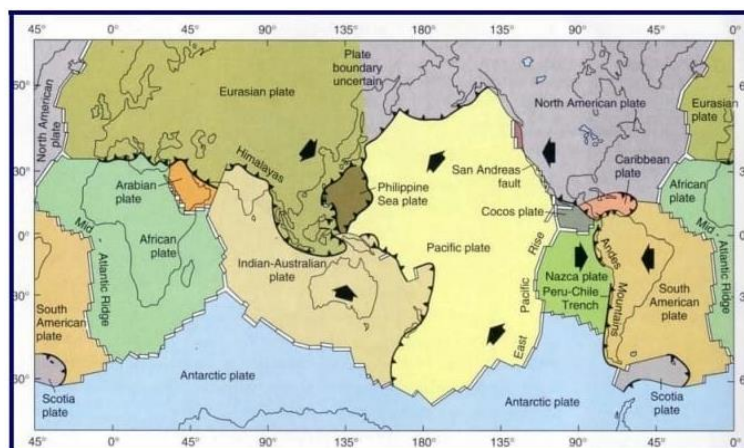 45° 0° 45° 90° 135° 180° 135° 90° 45° 0°
Plate
boundary
uncertain
Eurasian plate
North American plate
Eurasian
plate
North American
plate
Himalayas
San Andreas
fault
Caribbean
plate
Arabian
plate
Philippine
Sea plate
African
plate
Cocos plate
Mid
Atlantic Ridge
African
plate
Pacific plate
Rise
Pacific
East
Indian-Australian
plate
Nazca plate
Peru-Chile
Trench
Andes
Mountains
South
American
plate
Mid
Atlantic Ridge
South
American
plate
Antarctic plate
Antarctic plate
Scotia
plate
Scotia
plate
30°
0°
30°
60°
45° 0° 45° 90° 135° 180° 135° 90° 45° 0°